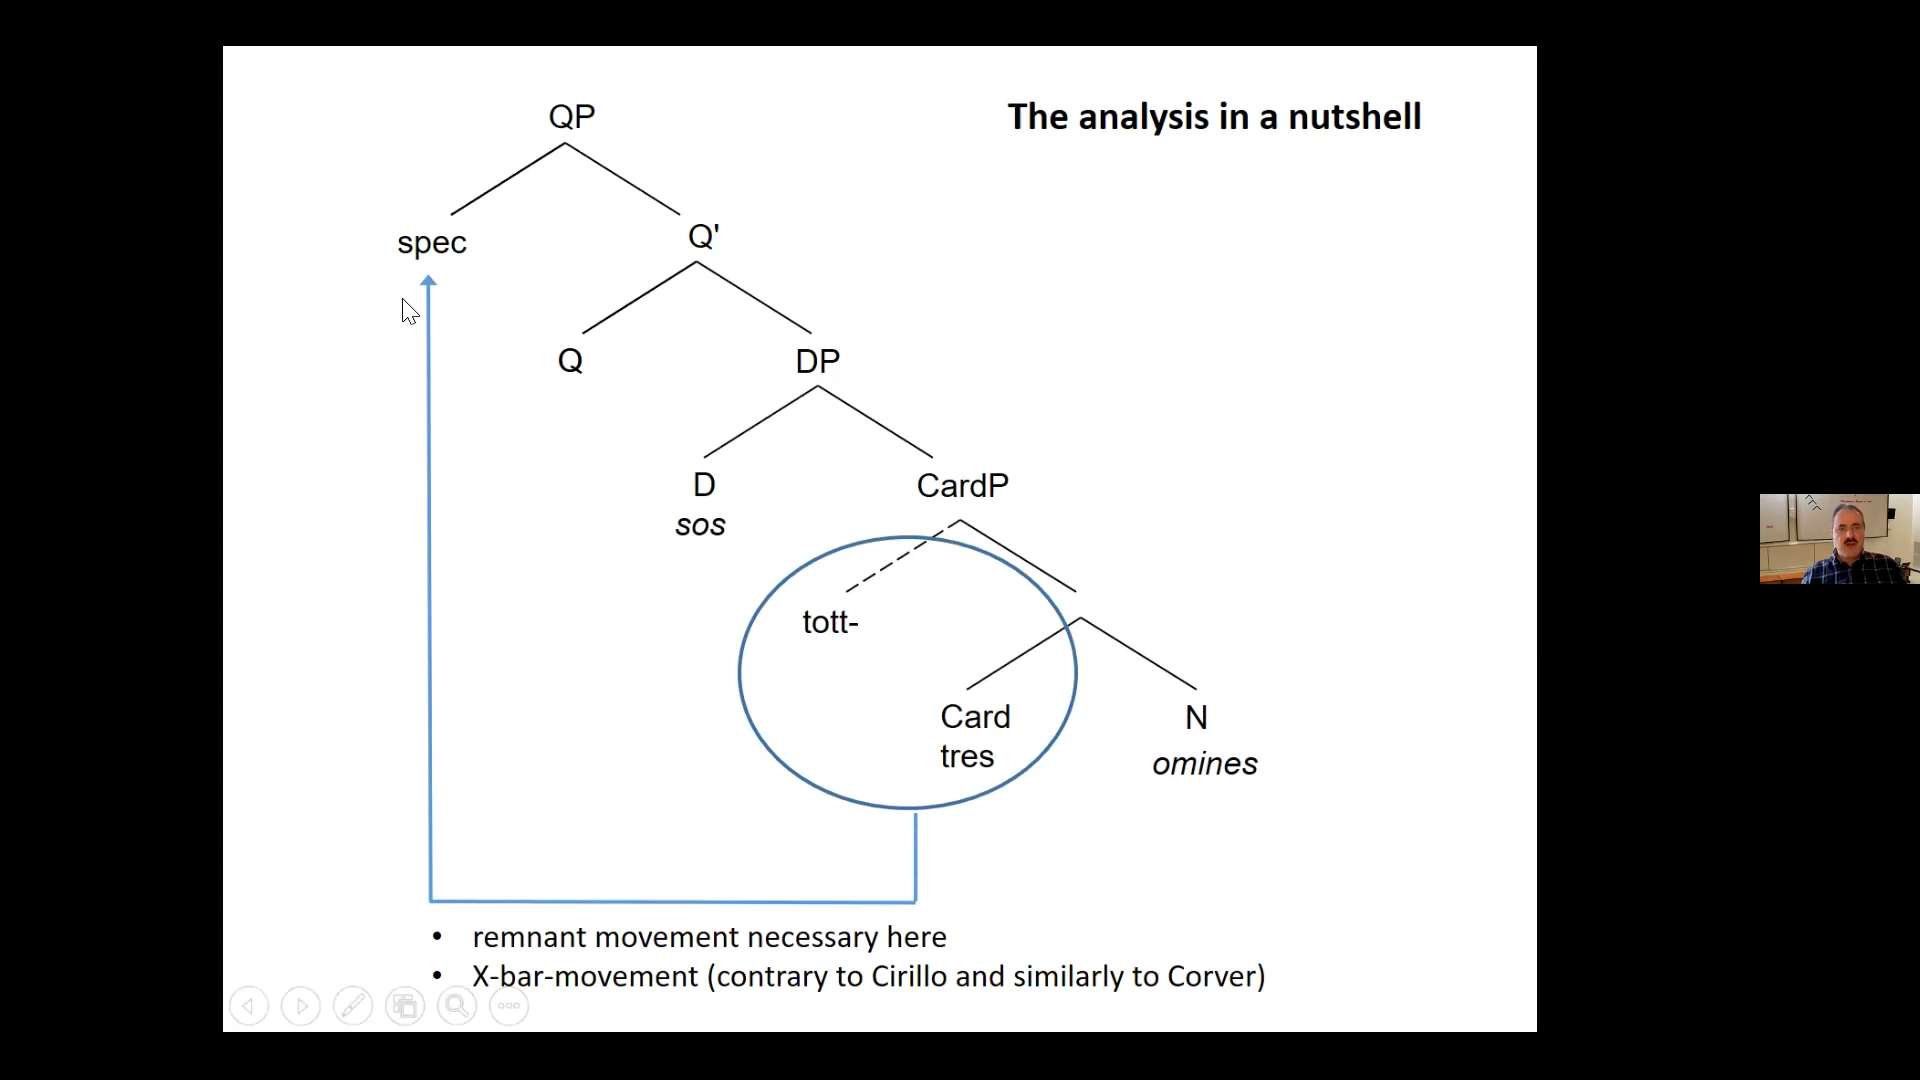 The analysis in a nutshell
QP
spec
Q'
Q
DP
D
sos
CardP
tott-
Card
tres
N
omines
• remnant movement necessary here
• X-bar-movement (contrary to Cirillo and similarly to Corver)